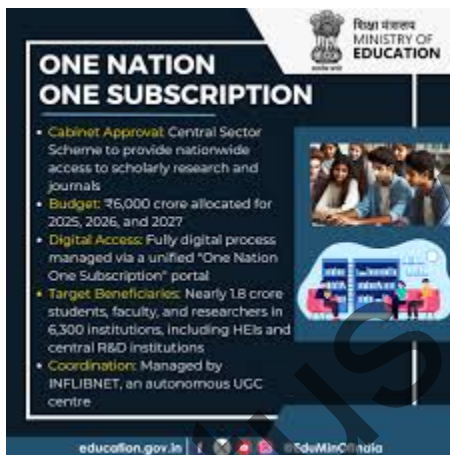 शिक्षा मंत्रालय
MINISTRY OF
EDUCATION
ONE NATION
ONE SUBSCRIPTION
• Cabinet Approval: Central Sector
Scheme to provide nationwide
access to scholarly research and
journals
• Budget: ₹6,000 crore allocated for
2025, 2026, and 2027
• Digital Access: Fully digital process
managed via a unified "One Nation
One Subscription" portal
• Target Beneficiaries: Nearly 1.8 crore
students, faculty, and researchers in
6,300 institutions, including HEIs and
central R&D institutions
• Coordination: Managed by
INFLIBNET, an autonomous UGC
centre
education.gov.in
@EduMinOfIndia